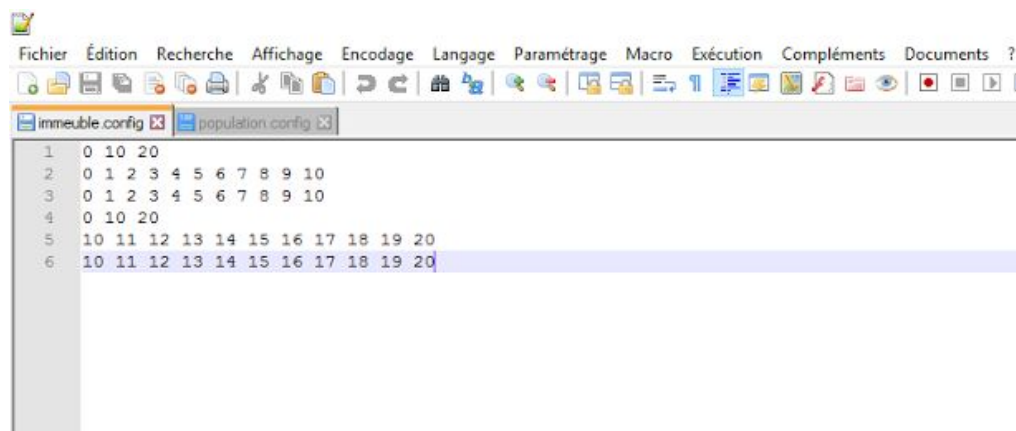 Fichier Édition Recherche Affichage Encodage Langage Paramétrage Macro Exécution Compléments Documents ?
immeuble.config population.config
1 0 10 20
2 0 1 2 3 4 5 6 7 8 9 10
3 0 1 2 3 4 5 6 7 8 9 10
4 0 10 20
5 10 11 12 13 14 15 16 17 18 19 20
6 10 11 12 13 14 15 16 17 18 19 20